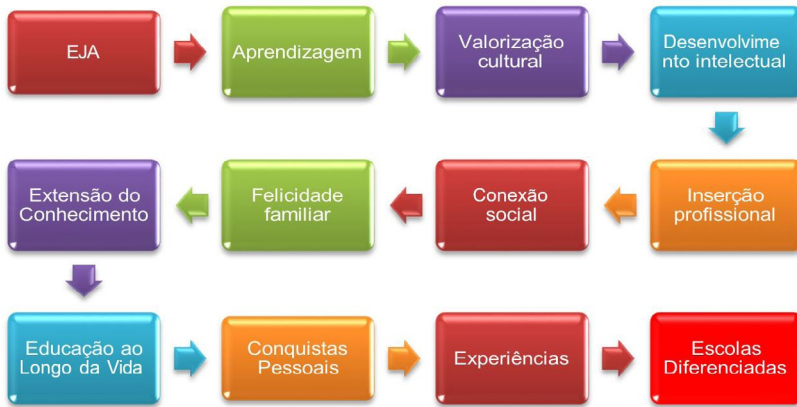 EJA
Aprendizagem
Valorização
cultural
Desenvolvime
nto intelectual
Inserção
profissional
Conexão
social
Felicidade
familiar
Extensão do
Conhecimento
Educação ao
Longo da Vida
Conquistas
Pessoais
Experiências
Escolas
Diferenciadas